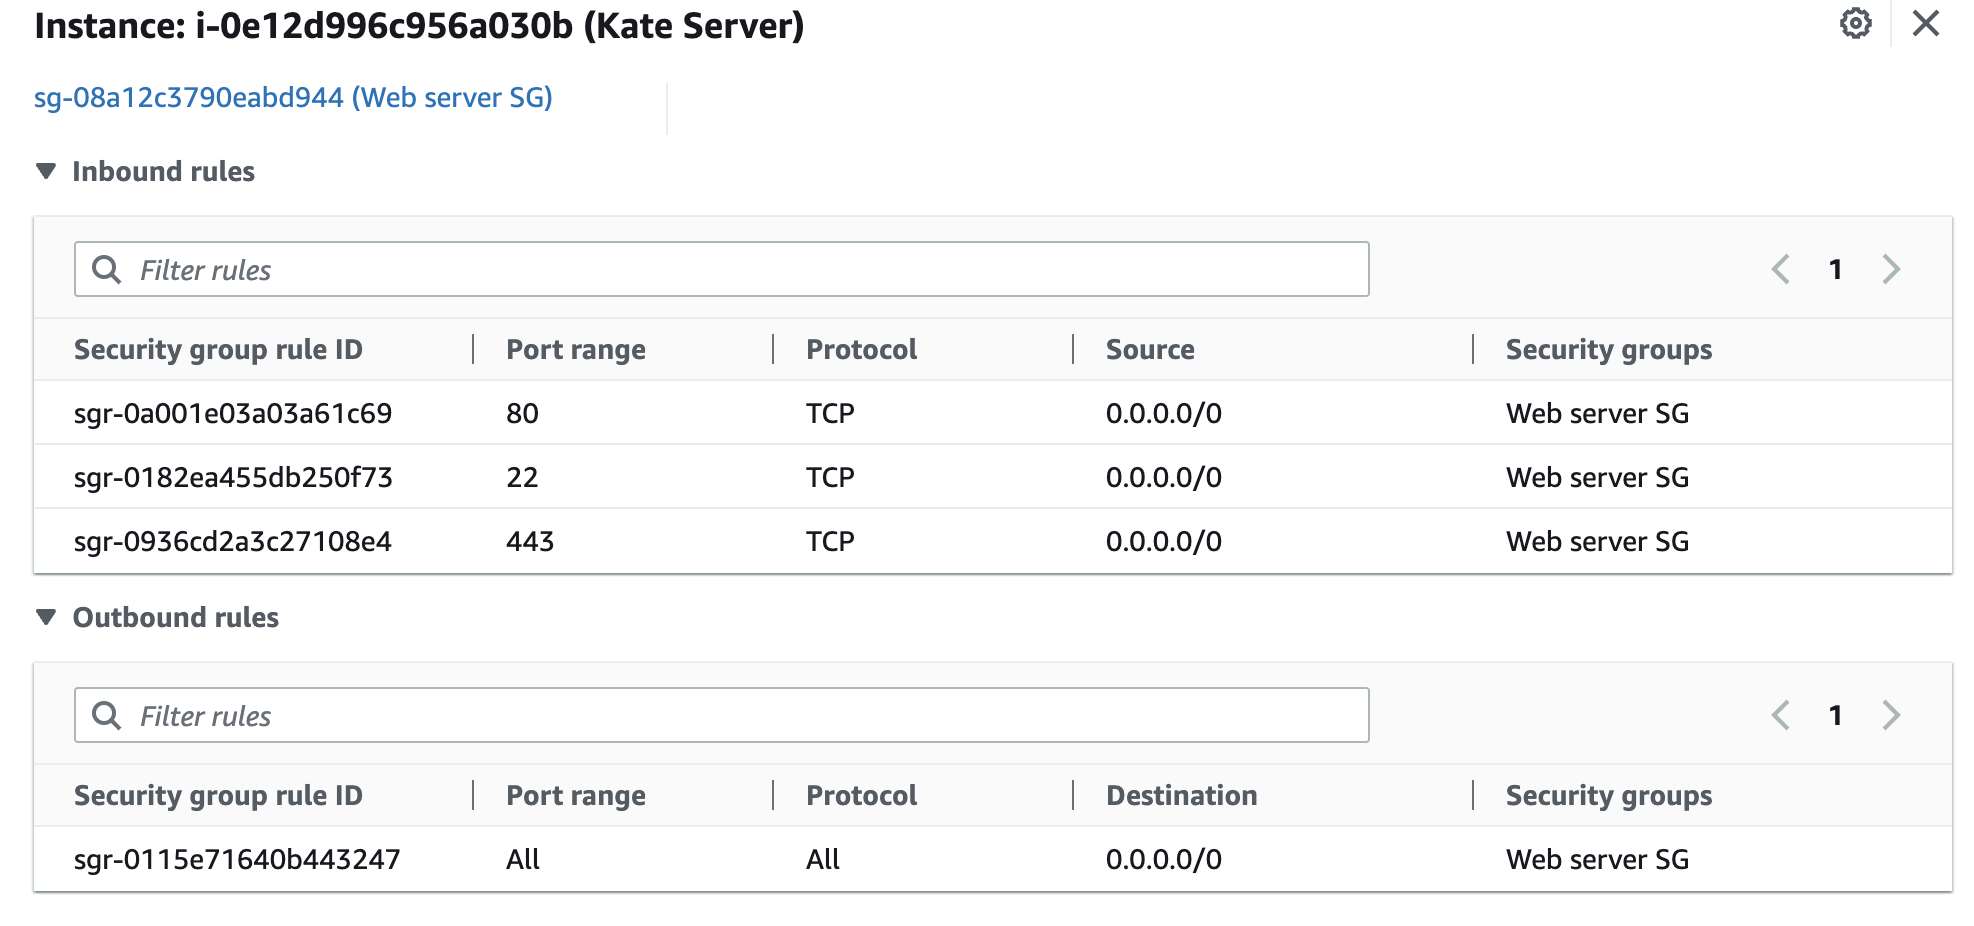 Instance: i-0e12d996c956a030b (Kate Server)
sg-08a12c3790eabd944 (Web server SG)
Inbound rules
Filter rules
1
Security group rule ID Port range Protocol Source Security groups
sgr-0a001e03a03a61c69 80 TCP 0.0.0.0/0 Web server SG
sgr-0182ea455db250f73 22 TCP 0.0.0.0/0 Web server SG
sgr-0936cd2a3c27108e4 443 TCP 0.0.0.0/0 Web server SG
Outbound rules
Filter rules
1
Security group rule ID Port range Protocol Destination Security groups
sgr-0115e71640b443247 All All 0.0.0.0/0 Web server SG